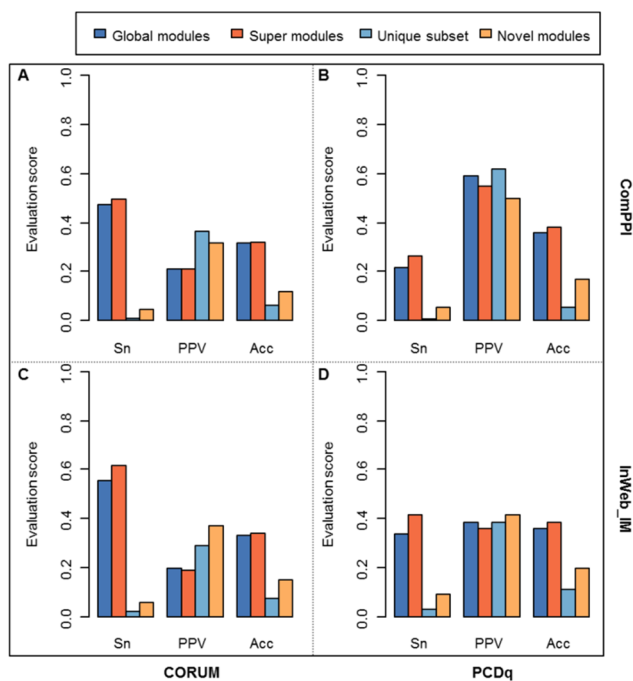 Global modules Super modules Unique subset Novel modules
A
Evaluation score
0.0 0.2 0.4 0.6 0.8 1.0
Sn PPV Acc
B
Evaluation score
0.0 0.2 0.4 0.6 0.8 1.0
Sn PPV Acc
ComPPI
C
Evaluation score
0.0 0.2 0.4 0.6 0.8 1.0
Sn PPV Acc
D
Evaluation score
0.0 0.2 0.4 0.6 0.8 1.0
Sn PPV Acc
InWeb_IM
CORUM
PCDq